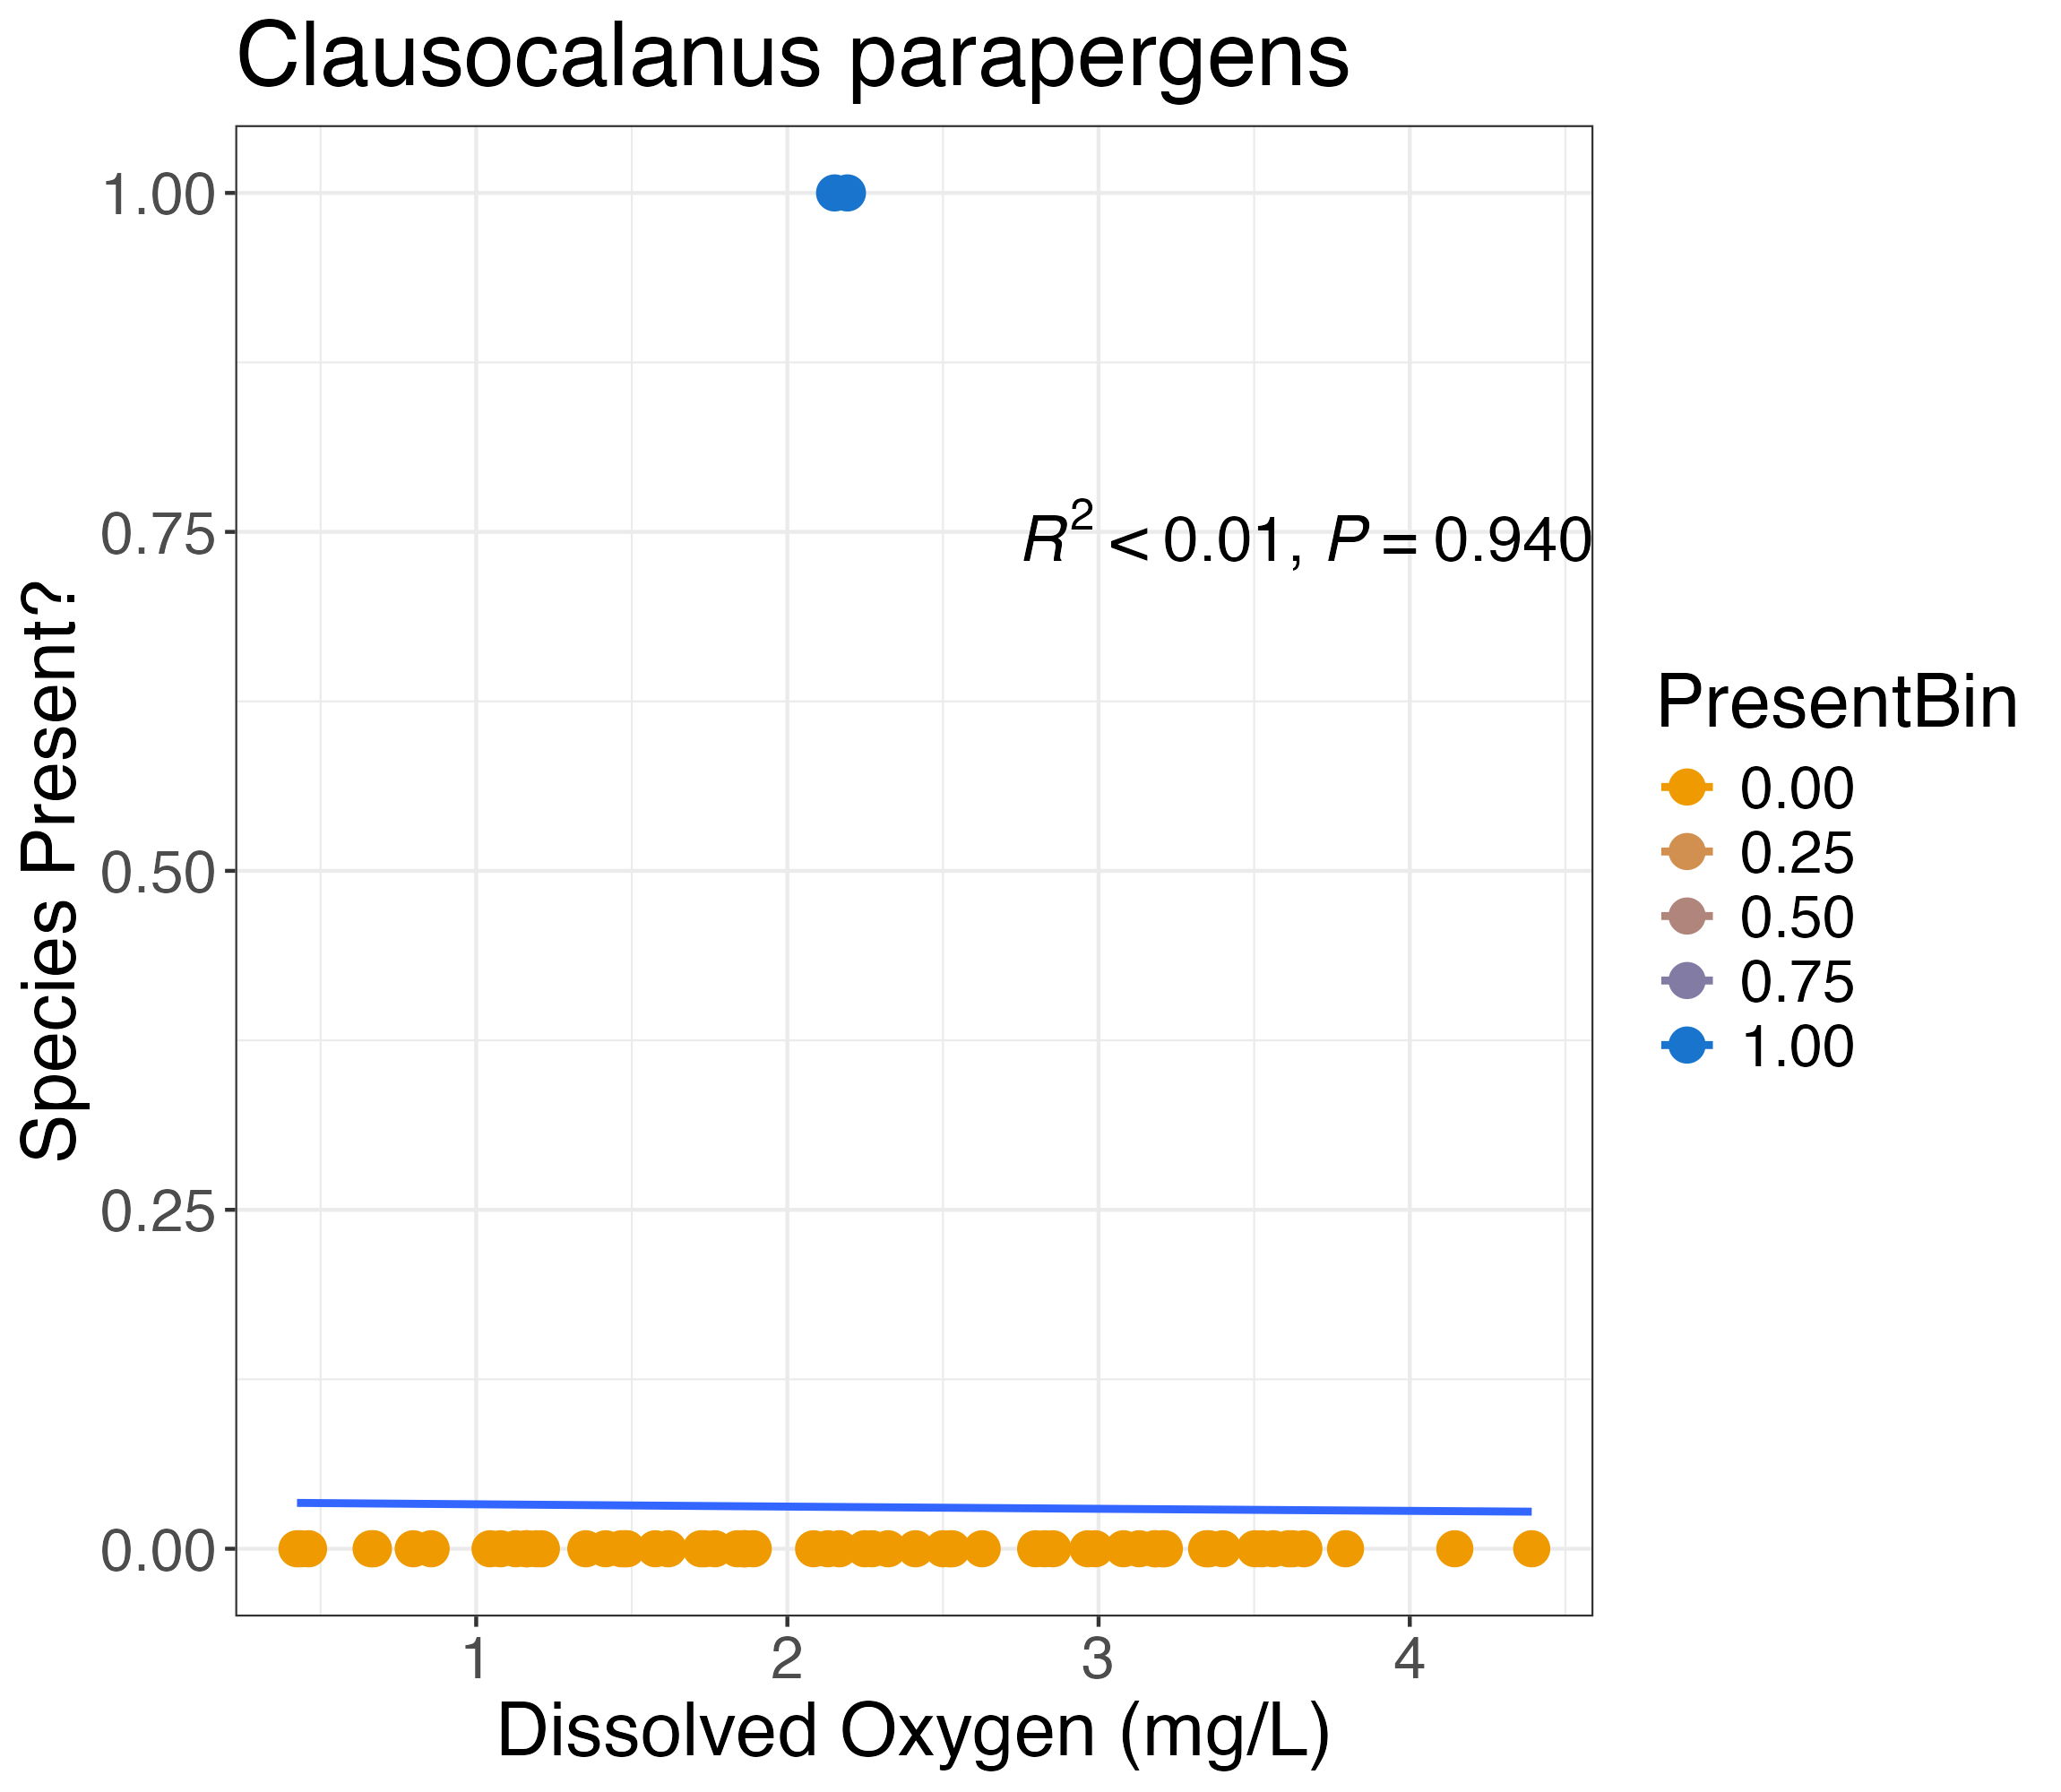 Clausocalanus parapergens
1.00
0.75
0.50
0.25
0.00
Species Present?
R² < 0.01, P = 0.940
1
2
3
4
Dissolved Oxygen (mg/L)
PresentBin
0.00
0.25
0.50
0.75
1.00